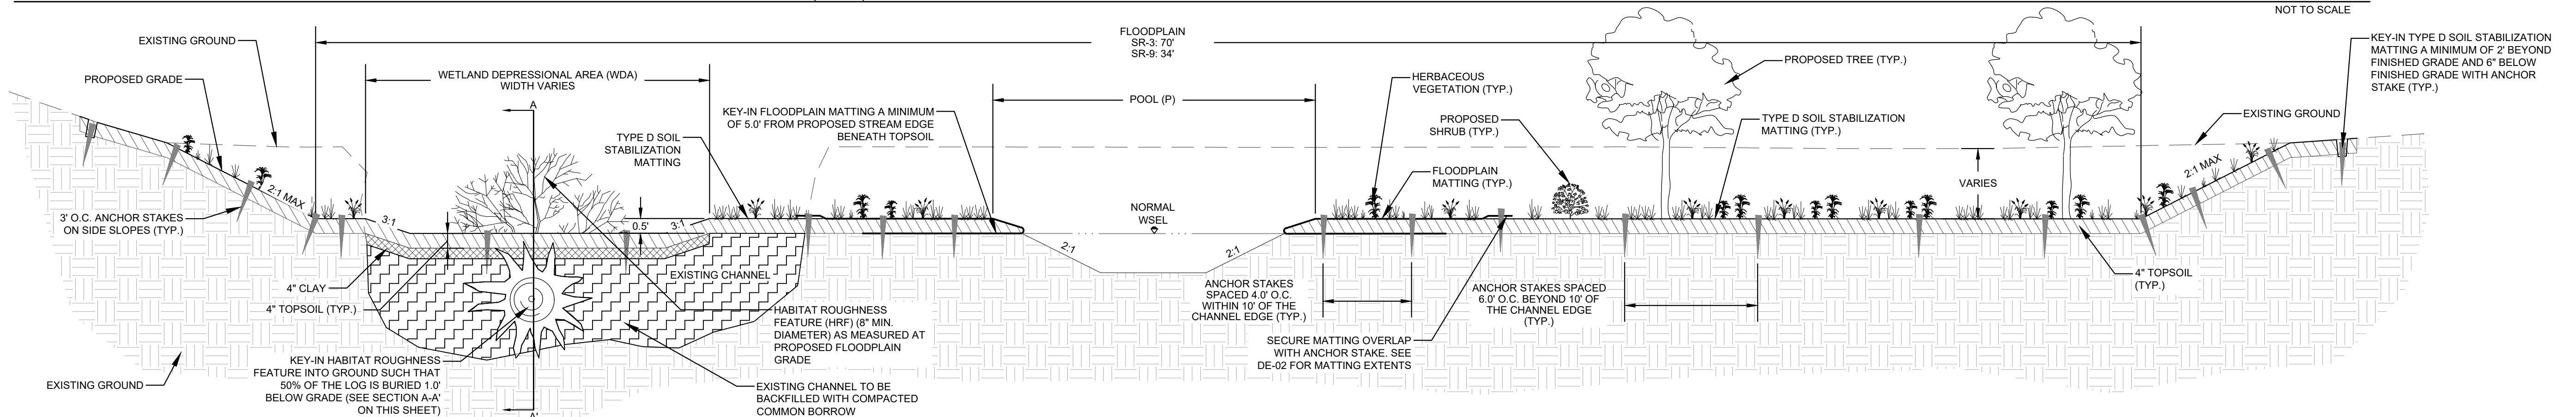 NOT TO SCALE
EXISTING GROUND
FLOODPLAIN
SR-3: 70'
SR-9: 34'
KEY-IN TYPE D SOIL STABILIZATION
MATTING A MINIMUM OF 2' BEYOND
FINISHED GRADE AND 6" BELOW
FINISHED GRADE WITH ANCHOR
STAKE (TYP.)
PROPOSED GRADE
WETLAND DEPRESSIONAL AREA (WDA)
WIDTH VARIES
HERBACEOUS
VEGETATION (TYP.)
PROPOSED TREE (TYP.)
POOL (P)
A
KEY-IN FLOODPLAIN MATTING A MINIMUM
OF 5.0' FROM PROPOSED STREAM EDGE
BENEATH TOPSOIL
EXISTING GROUND
PROPOSED
SHRUB (TYP.)
TYPE D SOIL STABILIZATION
MATTING (TYP.)
TYPE D SOIL
STABILIZATION
MATTING
FLOODPLAIN
MATTING (TYP.)
2:1 MAX
2:1 MAX
VARIES
3' O.C. ANCHOR STAKES
ON SIDE SLOPES (TYP.)
3:1
0.5'
3:1
NORMAL
WSEL
2:1
2:1
EXISTING CHANNEL
4" CLAY
4" TOPSOIL (TYP.)
HABITAT ROUGHNESS
FEATURE (HRF) (8" MIN.
DIAMETER) AS MEASURED AT
PROPOSED FLOODPLAIN
GRADE
ANCHOR STAKES
SPACED 4.0' O.C.
WITHIN 10' OF THE
CHANNEL EDGE (TYP.)
ANCHOR STAKES SPACED
6.0' O.C. BEYOND 10' OF
THE CHANNEL EDGE
(TYP.)
4" TOPSOIL
(TYP.)
SECURE MATTING OVERLAP
WITH ANCHOR STAKE. SEE
DE-02 FOR MATTING EXTENTS
KEY-IN HABITAT ROUGHNESS
FEATURE INTO GROUND SUCH THAT
50% OF THE LOG IS BURIED 1.0'
BELOW GRADE (SEE SECTION A-A'
ON THIS SHEET)
EXISTING GROUND
EXISTING CHANNEL TO BE
BACKFILLED WITH COMPACTED
COMMON BORROW
A'